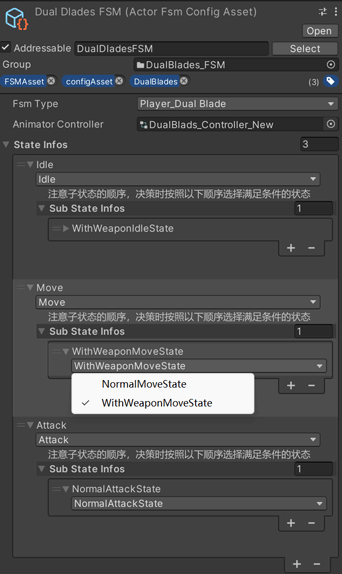 Dual Dlades FSM (Actor Fsm Config Asset)
Open
Addressable DualDladesFSM Select
Group DualBlades_FSM
FSMAsset configAsset DualBlades (3)
Fsm Type Player_Dual Blade
Animator Controller DualBlads_Controller_New
State Infos 3
Idle
Idle
注意子状态的顺序，决策时按照以下顺序选择满足条件的状态
Sub State Infos 1
WithWeaponIdleState
+ −
Move
Move
注意子状态的顺序，决策时按照以下顺序选择满足条件的状态
Sub State Infos 1
WithWeaponMoveState
WithWeaponMoveState
NormalMoveState
+ −
WithWeaponMoveState
Attack
Attack
注意子状态的顺序，决策时按照以下顺序选择满足条件的状态
Sub State Infos 1
NormalAttackState
NormalAttackState
+ −
+ −